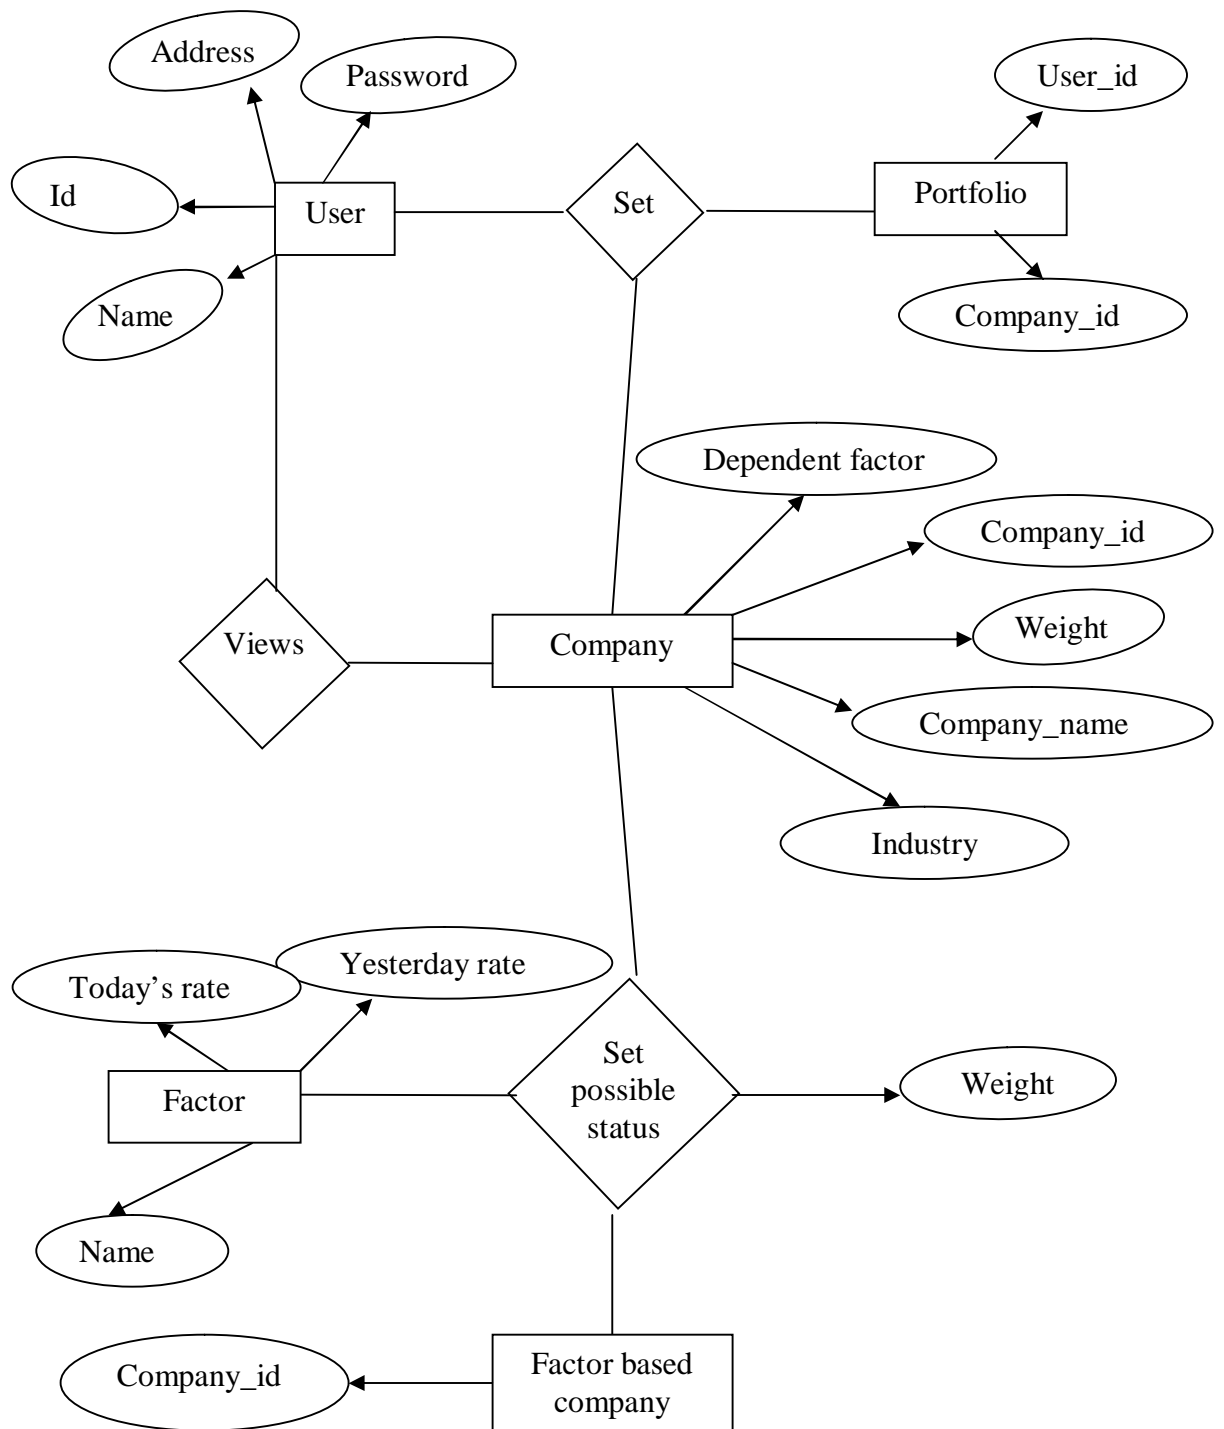 Address
Password
User_id
Id
User
Set
Portfolio
Name
Company_id
Dependent factor
Company_id
Views
Company
Weight
Company_name
Industry
Yesterday rate
Today’s rate
Set
possible
status
Weight
Factor
Name
Company_id
Factor based
company